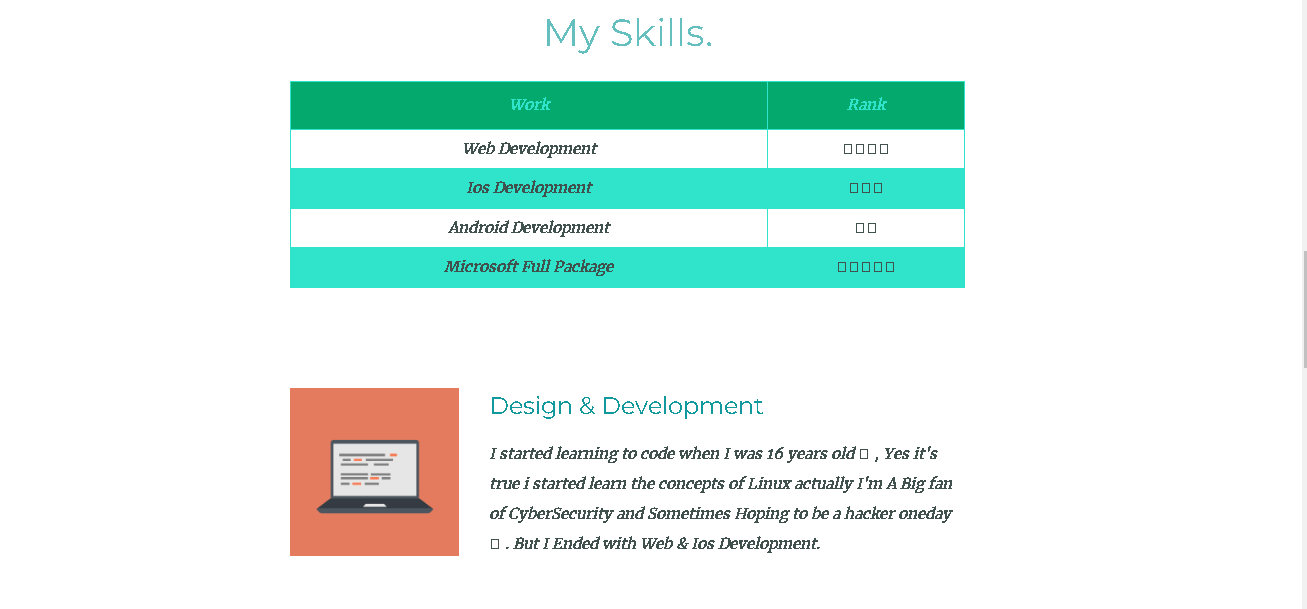 My Skills.
Work Rank
Web Development □□□□
Ios Development □□□
Android Development □□
Microsoft Full Package □□□□□
Design & Development
I started learning to code when I was 16 years old □ , Yes it's
true i started learn the concepts of Linux actually I'm A Big fan
of CyberSecurity and Sometimes Hoping to be a hacker oneday
□ . But I Ended with Web & Ios Development.